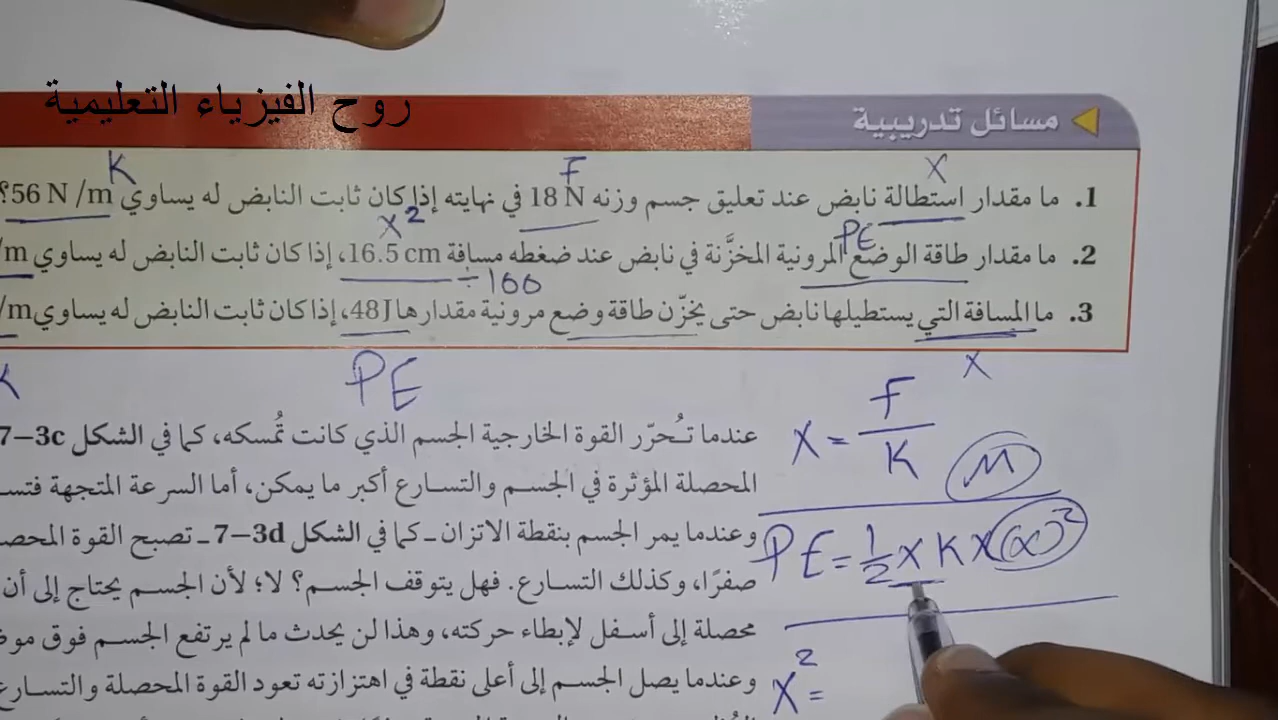 روح الفيزياء التعليمية
مسائل تدريبية
K F X
1. ما مقدار استطالة نابض عند تعليق جسم وزنه 18 N في نهايته إذا كان ثابت النابض له يساوي 56 N/m؟
X 2 PE
2. ما مقدار طاقة الوضع المرونية المخزَّنة في نابض عند ضغطه مسافة 16.5 cm، إذا كان ثابت النابض له يساوي /m
÷100
3. ما المسافة التي يستطيلها نابض حتى يخزّن طاقة وضع مرونية مقدارها 48J، إذا كان ثابت النابض له يساوي /m
K PE X
X = F/K
M
PE = 1/2 x K x (x)²
X² =
عندما تُحرّر القوة الخارجية الجسم الذي كانت تُمسكه، كما في الشكل 7–3c
المحصلة المؤثرة في الجسم والتسارع أكبر ما يمكن، أما السرعة المتجهة
وعندما يمر الجسم بنقطة الاتزان ـ كما في الشكل 7–3d ـ تصبح القوة
صفرًا، وكذلك التسارع. فهل يتوقف الجسم؟ لا؛ لأن الجسم يحتاج إلى
محصلة إلى أسفل لإبطاء حركته، وهذا لن يحدث ما لم يرتفع الجسم فوق
وعندما يصل الجسم إلى أعلى نقطة في اهتزازته تعود القوة المحصلة والتسارع